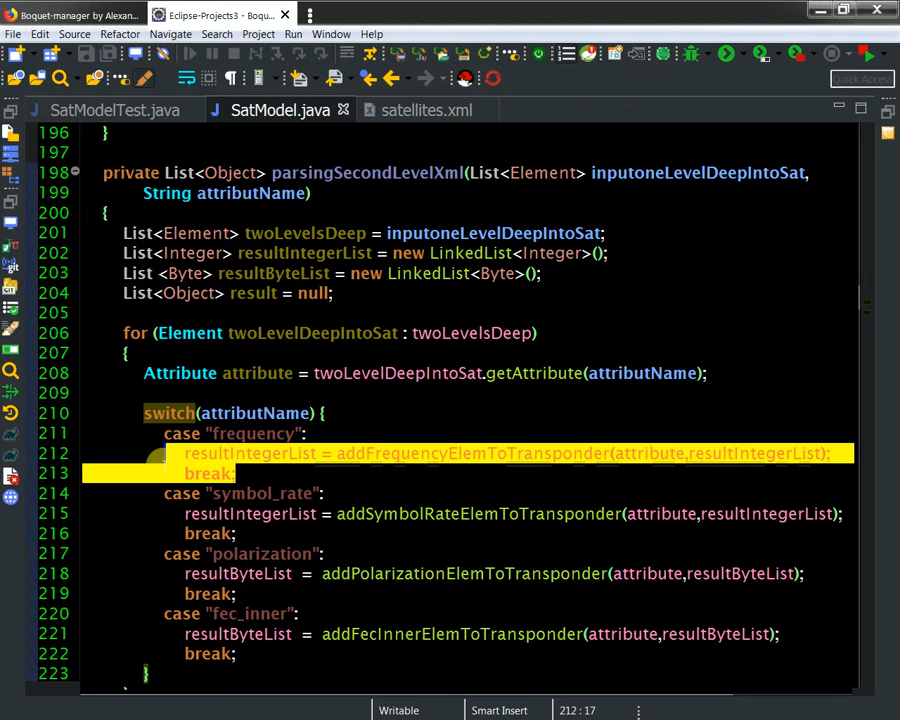 Boquet-manager by Alexan...
Eclipse-Projects3 - Boqu...
File Edit Source Refactor Navigate Search Project Run Window Help
Quick Access
SatModelTest.java SatModel.java satellites.xml
196 }
197
198 private List<Object> parsingSecondLevelXml(List<Element> inputoneLevelDeepIntoSat,
199 String attributName)
200 {
201 List<Element> twoLevelsDeep = inputoneLevelDeepIntoSat;
202 List<Integer> resultIntegerList = new LinkedList<Integer>();
203 List <Byte> resultByteList = new LinkedList<Byte>();
204 List<Object> result = null;
205
206 for (Element twoLevelDeepIntoSat : twoLevelsDeep)
207 {
208 Attribute attribute = twoLevelDeepIntoSat.getAttribute(attributName);
209
210 switch(attributName) {
211 case "frequency":
212 resultIntegerList = addFrequencyElemToTransponder(attribute,resultIntegerList);
213 break;
214 case "symbol_rate":
215 resultIntegerList = addSymbolRateElemToTransponder(attribute,resultIntegerList);
216 break;
217 case "polarization":
218 resultByteList = addPolarizationElemToTransponder(attribute,resultByteList);
219 break;
220 case "fec_inner":
221 resultByteList = addFecInnerElemToTransponder(attribute,resultByteList);
222 break;
223 }
Writable Smart Insert 212 : 17